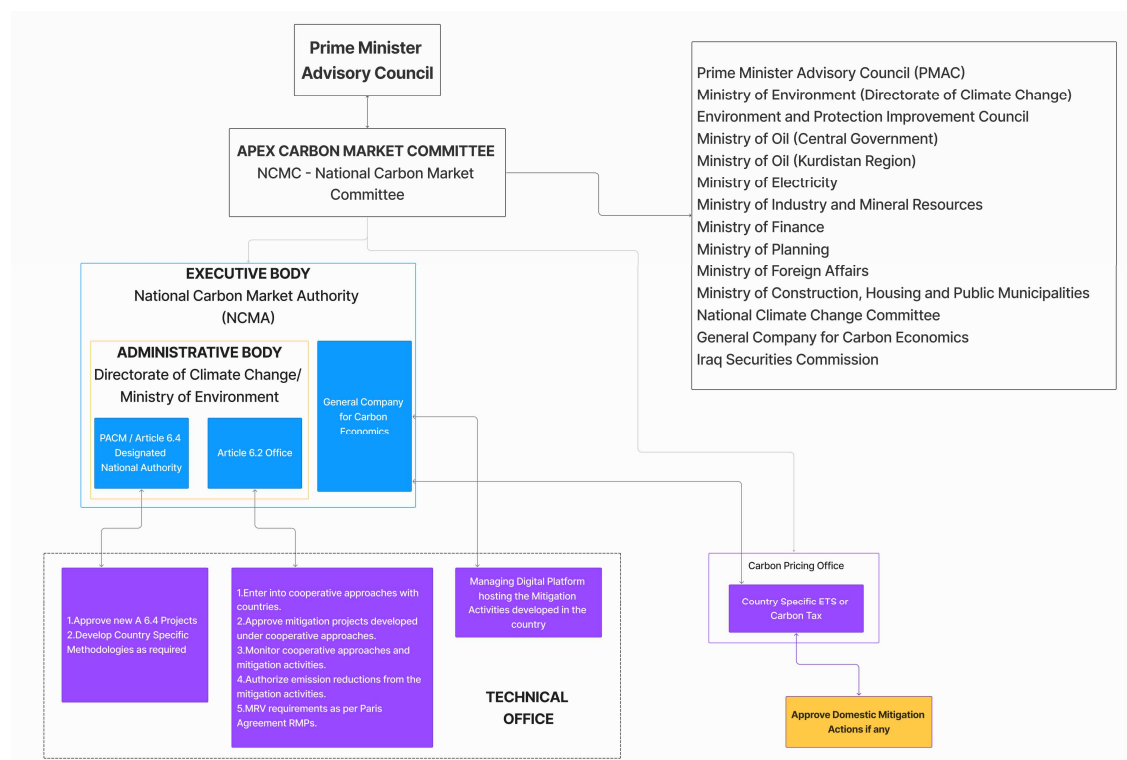 Prime Minister
Advisory Council
APEX CARBON MARKET COMMITTEE
NCMC - National Carbon Market
Committee
Prime Minister Advisory Council (PMAC)
Ministry of Environment (Directorate of Climate Change)
Environment and Protection Improvement Council
Ministry of Oil (Central Government)
Ministry of Oil (Kurdistan Region)
Ministry of Electricity
Ministry of Industry and Mineral Resources
Ministry of Finance
Ministry of Planning
Ministry of Foreign Affairs
Ministry of Construction, Housing and Public Municipalities
National Climate Change Committee
General Company for Carbon Economics
Iraq Securities Commission
EXECUTIVE BODY
National Carbon Market Authority
(NCMA)
ADMINISTRATIVE BODY
Directorate of Climate Change/
Ministry of Environment
PACM / Article 6.4
Designated
National Authority
Article 6.2 Office
General Company
for Carbon
Economics
1.Approve new A 6.4 Projects
2.Develop Country Specific
Methodologies as required
1.Enter into cooperative approaches with
countries.
2.Approve mitigation projects developed
under cooperative approaches.
3.Monitor cooperative approaches and
mitigation activities.
4.Authorize emission reductions from the
mitigation activities.
5.MRV requirements as per Paris
Agreement RMPs.
Managing Digital Platform
hosting the Mitigation
Activities developed in the
country
TECHNICAL
OFFICE
Carbon Pricing Office
Country Specific ETS or
Carbon Tax
Approve Domestic Mitigation
Actions if any